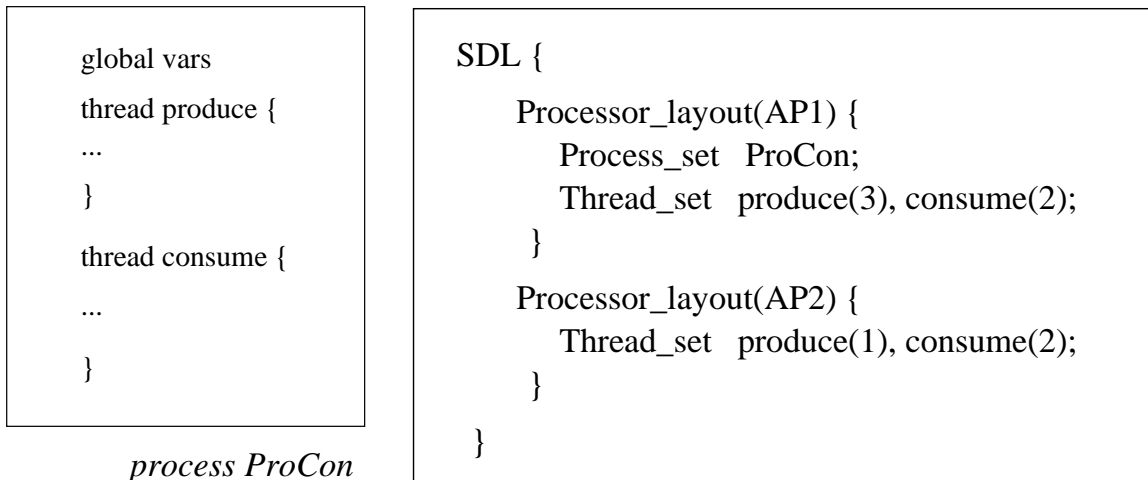 global vars
thread produce {
...
}
thread consume {
...
}
process ProCon
SDL {
Processor_layout(AP1) {
Process_set ProCon;
Thread_set produce(3), consume(2);
}
Processor_layout(AP2) {
Thread_set produce(1), consume(2);
}
}